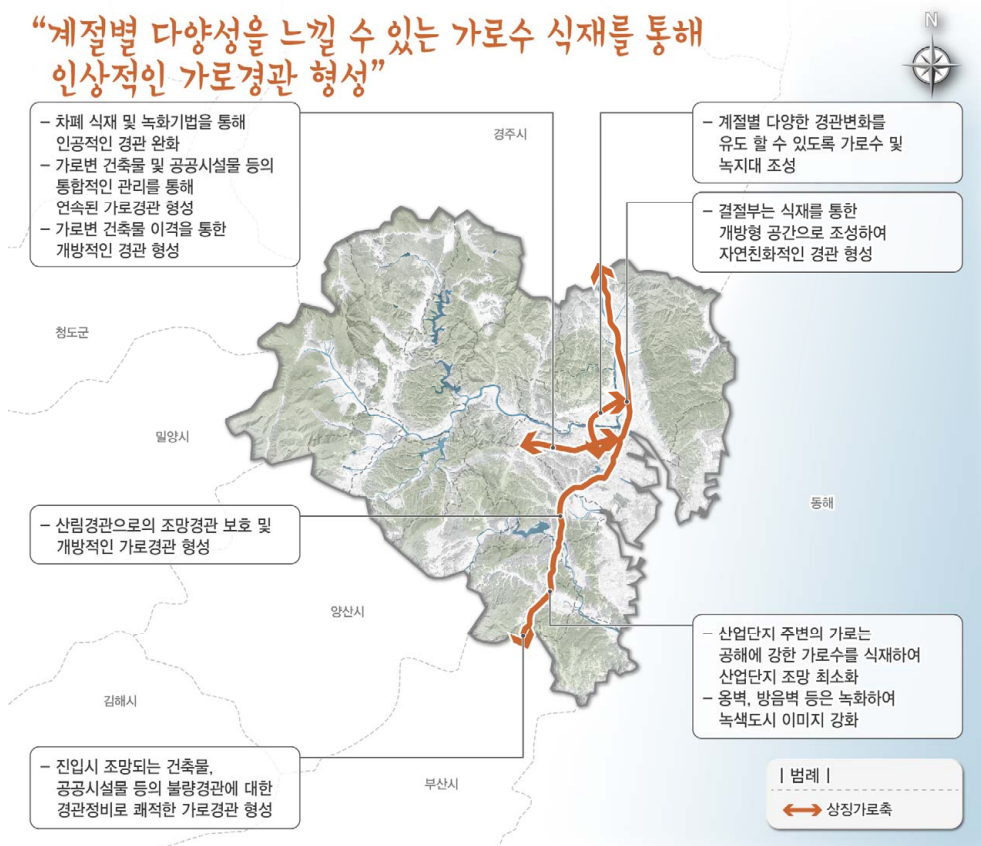 “계절별 다양성을 느낄 수 있는 가로수 식재를 통해
인상적인 가로경관 형성”
N
- 차폐 식재 및 녹화기법을 통해
인공적인 경관 완화
- 가로변 건축물 및 공공시설물 등의
통합적인 관리를 통해
연속된 가로경관 형성
- 가로변 건축물 이격을 통한
개방적인 경관 형성
경주시
- 계절별 다양한 경관변화를
유도 할 수 있도록 가로수 및
녹지대 조성
- 결절부는 식재를 통한
개방형 공간으로 조성하여
자연친화적인 경관 형성
청도군
밀양시
동해
- 산림경관으로의 조망경관 보호 및
개방적인 가로경관 형성
양산시
- 산업단지 주변의 가로는
공해에 강한 가로수를 식재하여
산업단지 조망 최소화
- 옹벽, 방음벽 등은 녹화하여
녹색도시 이미지 강화
김해시
- 진입시 조망되는 건축물,
공공시설물 등의 불량경관에 대한
경관정비로 쾌적한 가로경관 형성
부산시
| 범례 |
상징가로축